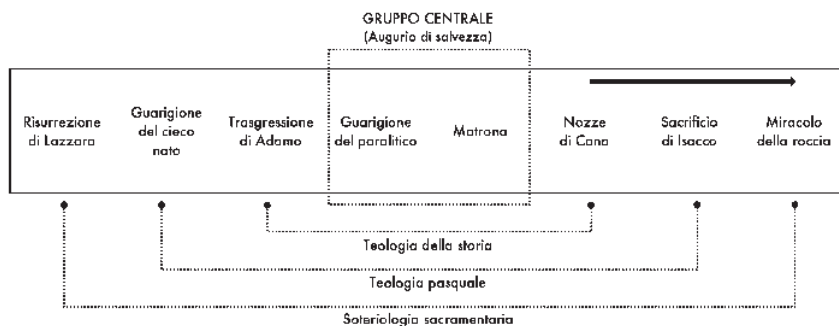 GRUPPO CENTRALE
(Augurio di salvezza)
Risurrezione
di Lazzaro
Guarigione
del cieco
nato
Trasgressione
di Adamo
Guarigione
del paralitico
Matrona
Nozze
di Cana
Sacrificio
di Isacco
Miracolo
della roccia
Teologia della storia
Teologia pasquale
Soteriologia sacramentaria